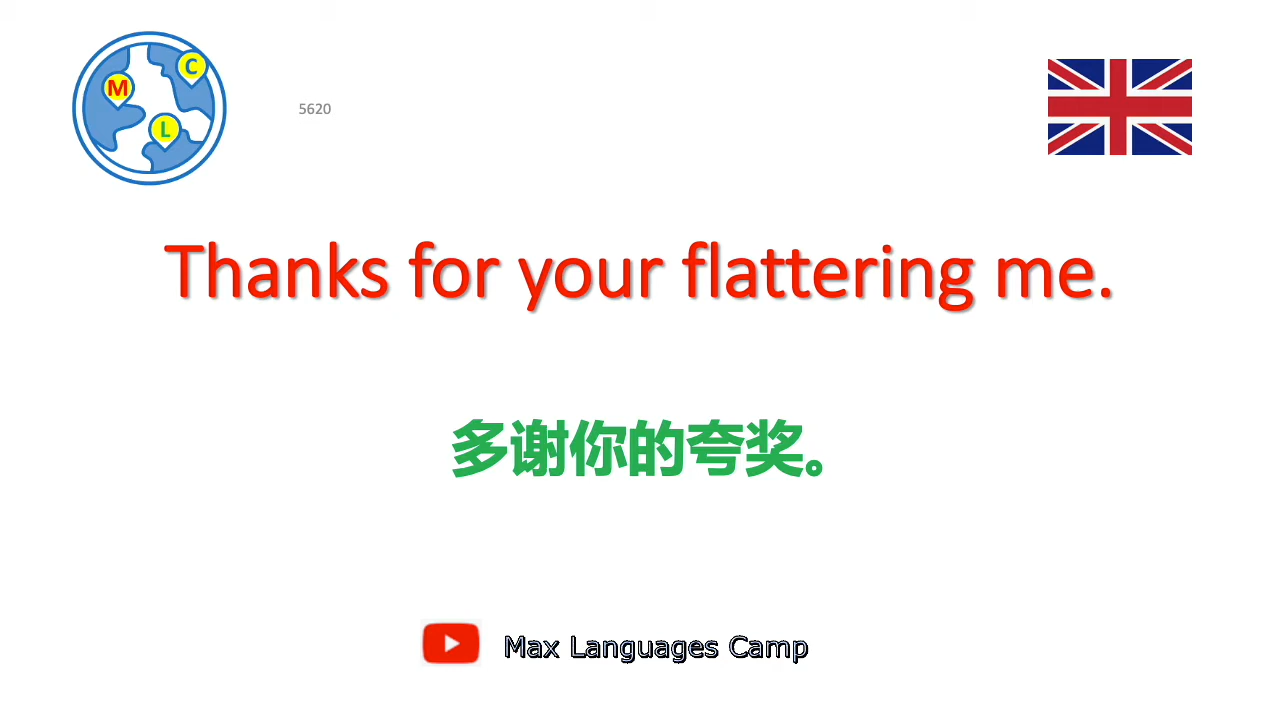 C
M
L
5620
Thanks for your flattering me.
多谢你的夸奖。
Max Languages Camp